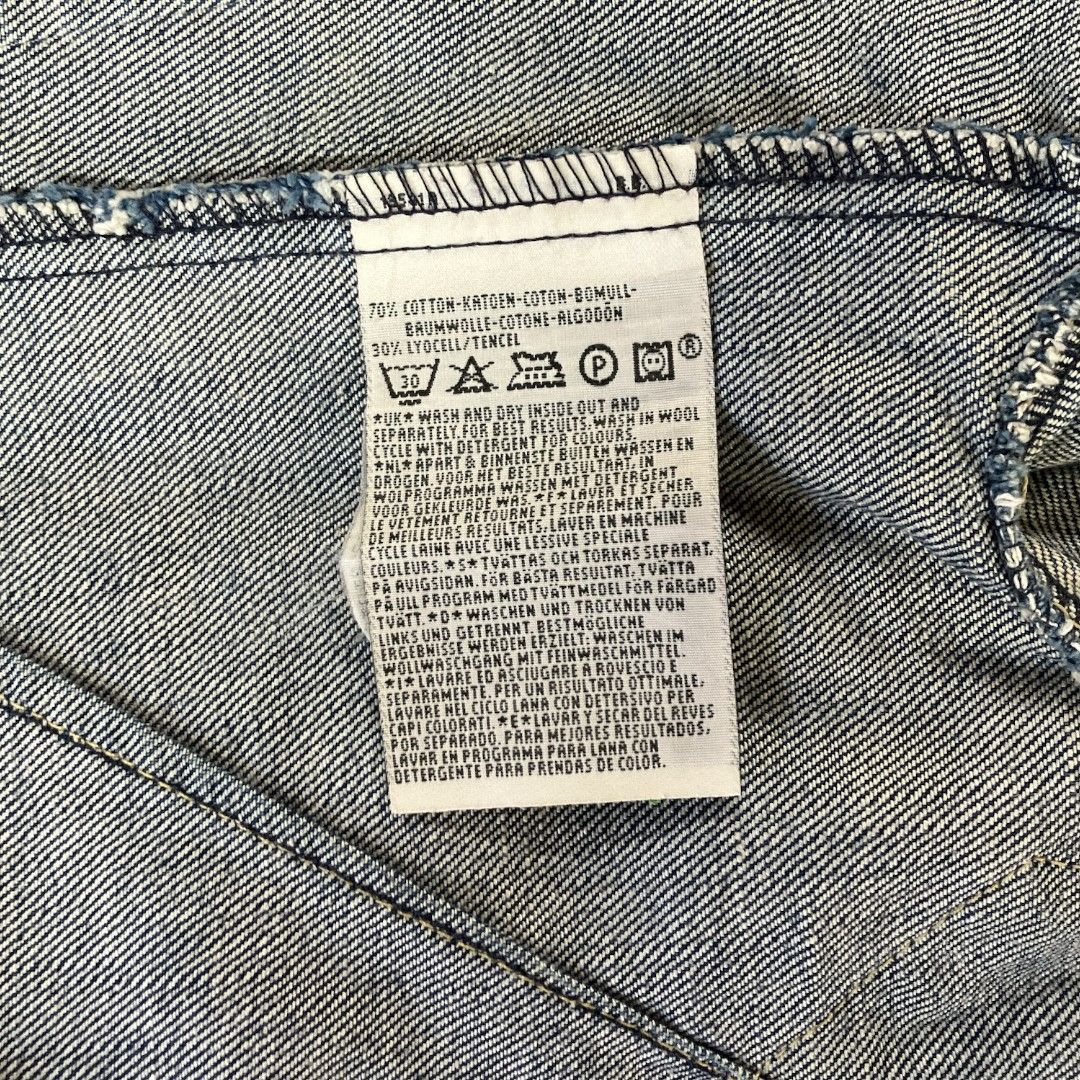 70% COTTON-KATOEN-COTON-BOMULL-
BAUMWOLLE-COTONE-ALGODÓN
30% LYOCELL/TENCEL
30 P ®
*UK* WASH AND DRY INSIDE OUT AND
SEPARATELY FOR BEST RESULTS. WASH IN WOOL
CYCLE WITH DETERGENT FOR COLOURS.
*NL* APART & BINNENSTE BUITEN WASSEN EN
DROGEN. VOOR HET BESTE RESULTAAT, IN
WOLPROGRAMMA WASSEN MET DETERGENT
VOOR GEKLEURDE WAS. *F* LAVER ET SECHER
LE VETEMENT RETOURNE ET SEPAREMENT. POUR
DE MEILLEURS RESULTATS, LAVER EN MACHINE
CYCLE LAINE AVEC UNE LESSIVE SPECIALE
COULEURS. *S* TVÄTTAS OCH TORKAS SEPARAT,
PÅ AVIGSIDAN. FÖR BÄSTA RESULTAT, TVÄTTA
PÅ ULL PROGRAM MED TVÄTTMEDEL FÖR FÄRGAD
TVÄTT. *D* WASCHEN UND TROCKNEN VON
LINKS UND GETRENNT. BESTMÖGLICHE
ERGEBNISSE WERDEN ERZIELT: WASCHEN IM
WOLLWASCHGANG MIT FEINWASCHMITTEL.
*I* LAVARE ED ASCIUGARE A ROVESCIO E
SEPARAMENTE. PER UN RISULTATO OTTIMALE,
LAVARE NEL CICLO LANA CON DETERSIVO PER
CAPI COLORATI. *E* LAVAR Y SECAR DEL REVES
POR SEPARADO. PARA MEJORES RESULTADOS,
LAVAR EN PROGRAMA PARA LANA CON
DETERGENTE PARA PRENDAS DE COLOR.